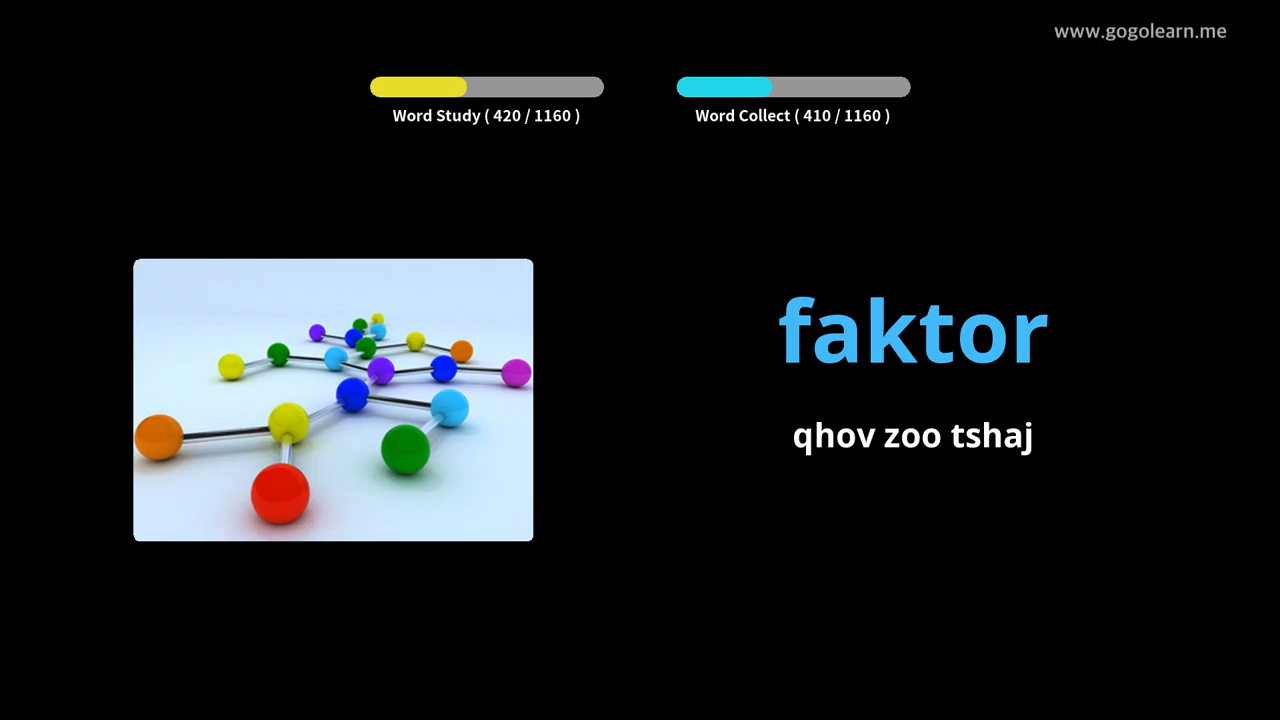 www.gogolearn.me
Word Study ( 420 / 1160 )
Word Collect ( 410 / 1160 )
faktor
qhov zoo tshaj